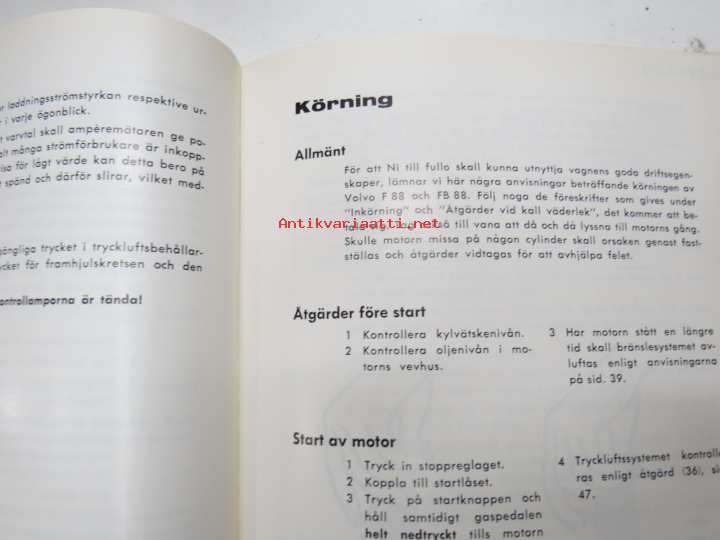 laddningsströmstyrkan respektive ur-
i varje ögonblick.
varvtal skall ampèremätaren ge po-
många strömförbrukare är inkopp-
för lågt värde kan detta bero på
spänd och därför slirar, vilket med-
trycket i tryckluftsbehållar-
för framhjulskretsen och den
kontrollamporna är tända!
Körning
Allmänt
För att Ni till fullo skall kunna utnyttja vagnens goda driftsegen-
skaper, lämnar vi här några anvisningar beträffande körningen av
Volvo F 88 och FB 88. Följ noga de föreskrifter som gives under
"Inkörning" och "Åtgärder vid kall väderlek", det kommer att be-
tala sig. Tag också till vana att då och då lyssna till motorns gång.
Skulle motorn missa på någon cylinder skall orsaken genast fast-
ställas och åtgärder vidtagas för att avhjälpa felet.
Antikvariaatti.net
Åtgärder före start
1 Kontrollera kylvätskenivån.
2 Kontrollera oljenivån i mo-
torns vevhus.
3 Har motorn stått en längre
tid skall bränslesystemet av-
luftas enligt anvisningarna
på sid. 39.
Start av motor
1 Tryck in stoppreglaget.
2 Koppla till startlåset.
3 Tryck på startknappen och
håll samtidigt gaspedalen
helt nedtryckt tills motorn
4 Tryckluftssystemet kontrolle
ras enligt åtgärd (36), si
47.